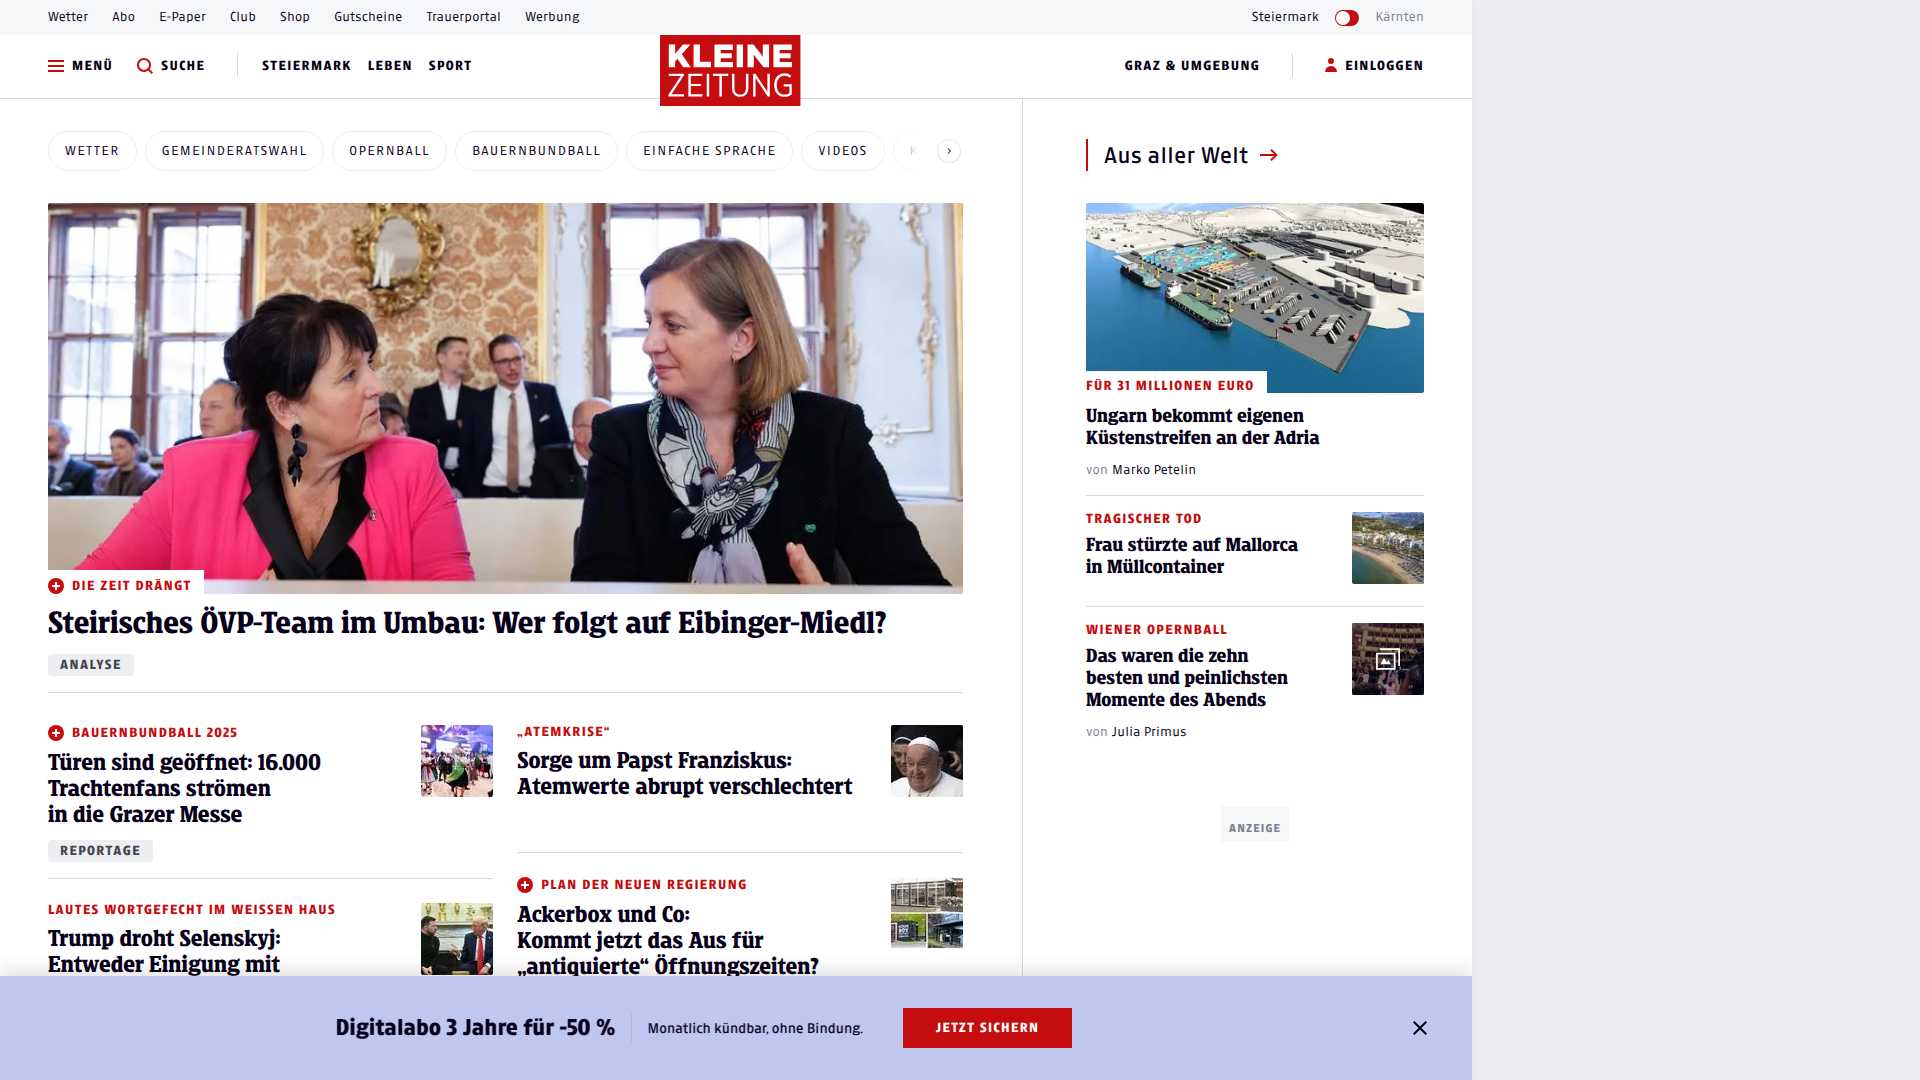 Wetter Abo E-Paper Club Shop Gutscheine Trauerportal Werbung
Steiermark Kärnten
MENÜ SUCHE STEIERMARK LEBEN SPORT
KLEINE
ZEITUNG
GRAZ & UMGEBUNG EINLOGGEN
WETTER GEMEINDERATSWAHL OPERNBALL BAUERNBUNDBALL EINFACHE SPRACHE VIDEOS
DIE ZEIT DRÄNGT
Steirisches ÖVP-Team im Umbau: Wer folgt auf Eibinger-Miedl?
ANALYSE
BAUERNBUNDBALL 2025
Türen sind geöffnet: 16.000
Trachtenfans strömen
in die Grazer Messe
REPORTAGE
LAUTES WORTGEFECHT IM WEISSEN HAUS
Trump droht Selenskyj:
Entweder Einigung mit
„ATEMKRISE“
Sorge um Papst Franziskus:
Atemwerte abrupt verschlechtert
PLAN DER NEUEN REGIERUNG
Ackerbox und Co:
Kommt jetzt das Aus für
„antiquierte“ Öffnungszeiten?
Aus aller Welt
FÜR 31 MILLIONEN EURO
Ungarn bekommt eigenen
Küstenstreifen an der Adria
von Marko Petelin
TRAGISCHER TOD
Frau stürzte auf Mallorca
in Müllcontainer
WIENER OPERNBALL
Das waren die zehn
besten und peinlichsten
Momente des Abends
von Julia Primus
ANZEIGE
Digitalabo 3 Jahre für -50 %
Monatlich kündbar, ohne Bindung.
JETZT SICHERN